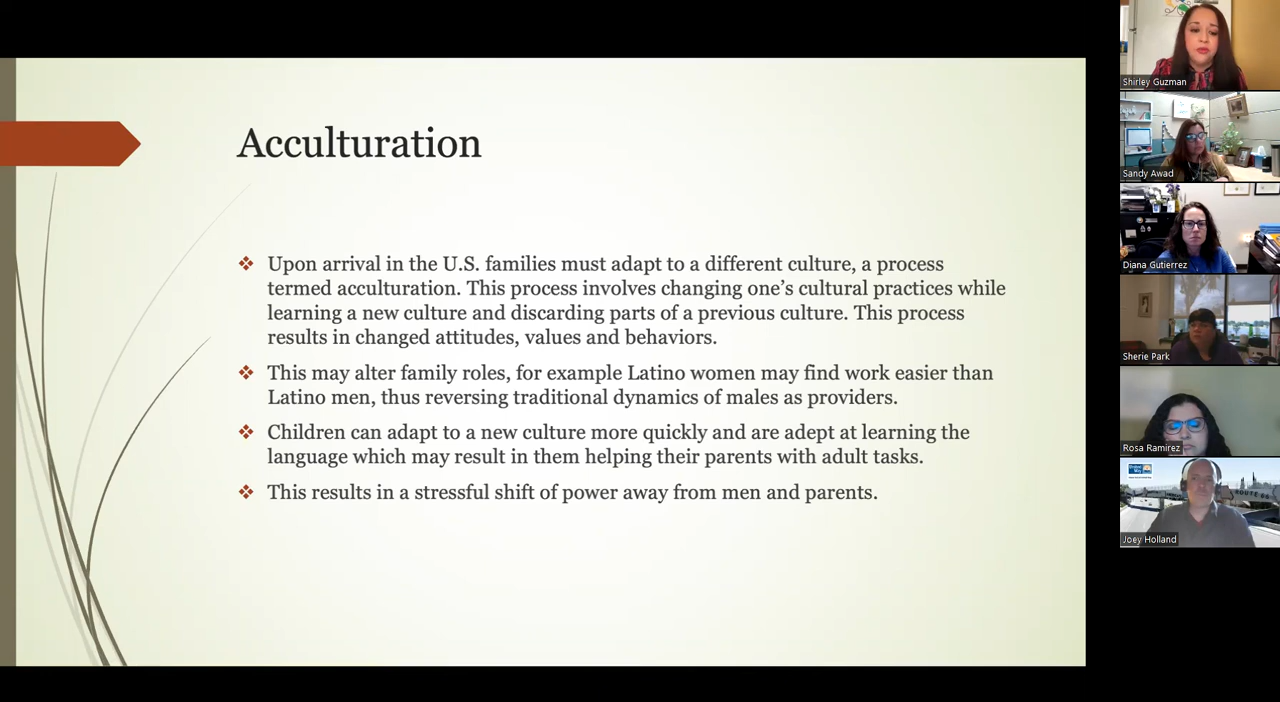 Acculturation
❖ Upon arrival in the U.S. families must adapt to a different culture, a process
termed acculturation. This process involves changing one's cultural practices while
learning a new culture and discarding parts of a previous culture. This process
results in changed attitudes, values and behaviors.
❖ This may alter family roles, for example Latino women may find work easier than
Latino men, thus reversing traditional dynamics of males as providers.
❖ Children can adapt to a new culture more quickly and are adept at learning the
language which may result in them helping their parents with adult tasks.
❖ This results in a stressful shift of power away from men and parents.
Shirley Guzman
Sandy Awad
Diana Gutierrez
Sherie Park
Rosa Ramirez
ROUTE 66
Joey Holland